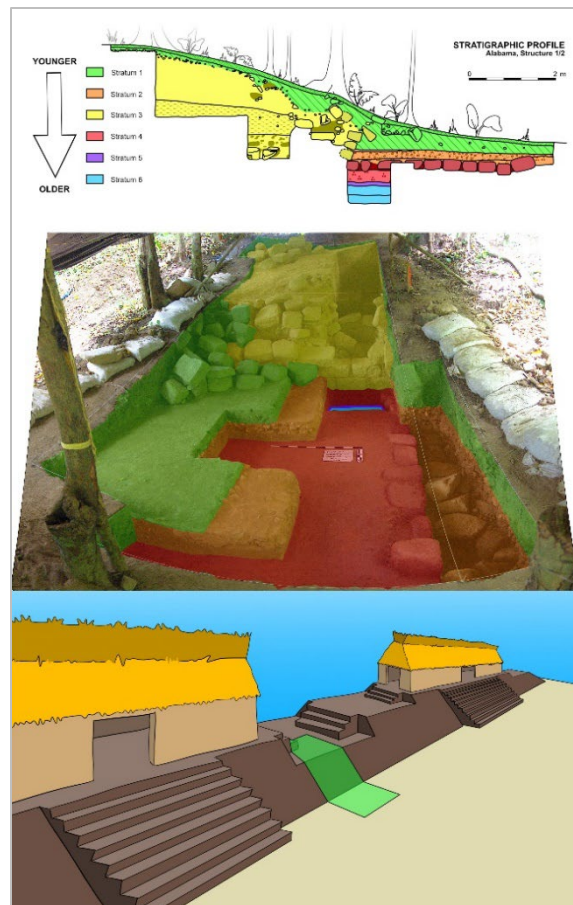 STRATIGRAPHIC PROFILE
Alabama, Structure 1/2
0 2 m
YOUNGER
OLDER
Stratum 1
Stratum 2
Stratum 3
Stratum 4
Stratum 5
Stratum 6